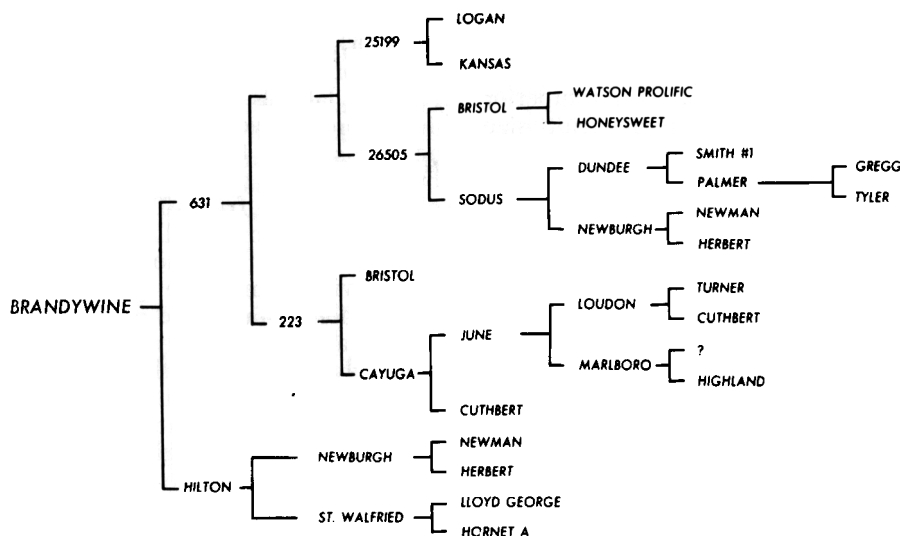 LOGAN
25199
KANSAS
WATSON PROLIFIC
BRISTOL
HONEYSWEET
26505
SMITH #1
DUNDEE
GREGG
PALMER
SODUS
TYLER
631
NEWMAN
NEWBURGH
HERBERT
BRISTOL
TURNER
BRANDYWINE
LOUDON
223
CUTHBERT
JUNE
?
MARLBORO
CAYUGA
HIGHLAND
CUTHBERT
NEWMAN
NEWBURGH
HERBERT
HILTON
LLOYD GEORGE
ST. WALFRIED
HORNET A